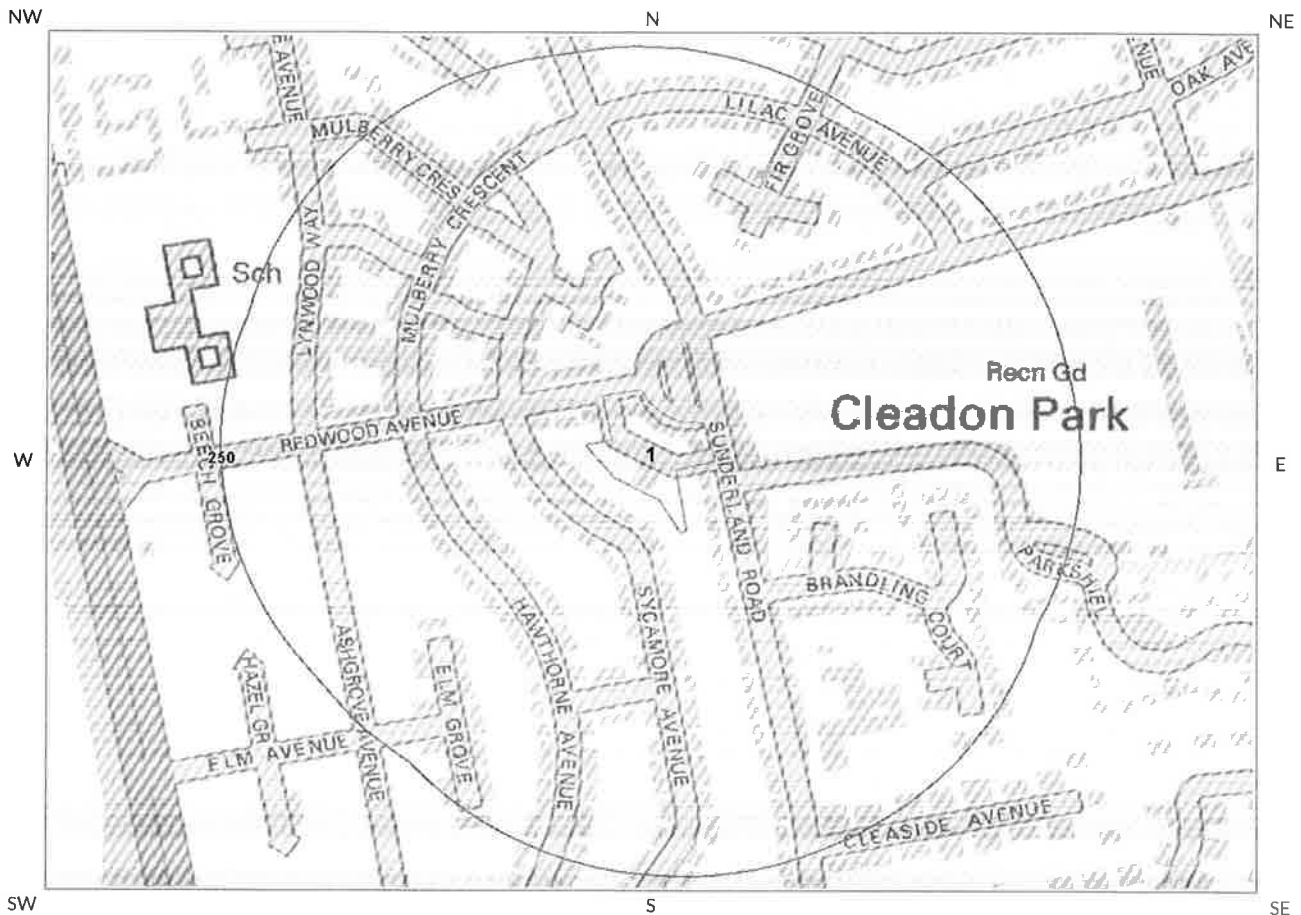 NW
N
NE
E AVENUE
MULBERRY CRES
MULBERRY CRESCENT
LILAC AVENUE
FIR GROVE
ENUE
OAK AVE
LYNWOOD WAY
Sch
Recn Gd
Cleadon Park
REDWOOD AVENUE
W
250
1
E
BEECH GROVE
SUNDERLAND ROAD
PARKSHIEL
BRANDLING COURT
HAWTHORNE AVENUE
SYCAMORE AVENUE
ASHGROVE AVENUE
HAZEL GR
ELM GROVE
ELM AVENUE
CLEASIDE AVENUE
SW
S
SE